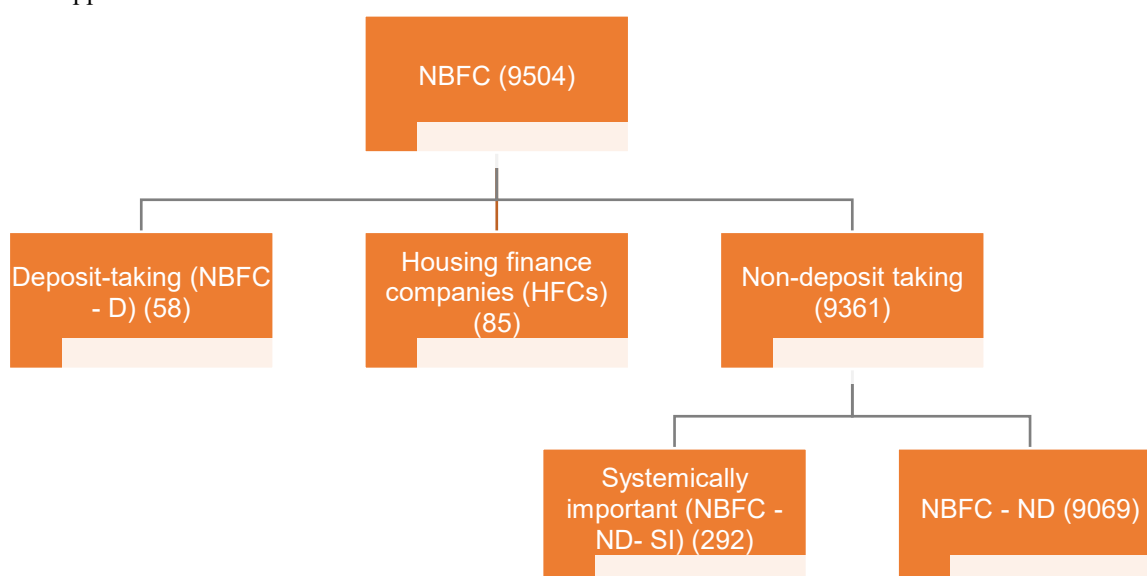 NBFC (9504)
Deposit-taking (NBFC
- D) (58)
Housing finance
companies (HFCs)
(85)
Non-deposit taking
(9361)
Systemically
important (NBFC -
ND- SI) (292)
NBFC - ND (9069)